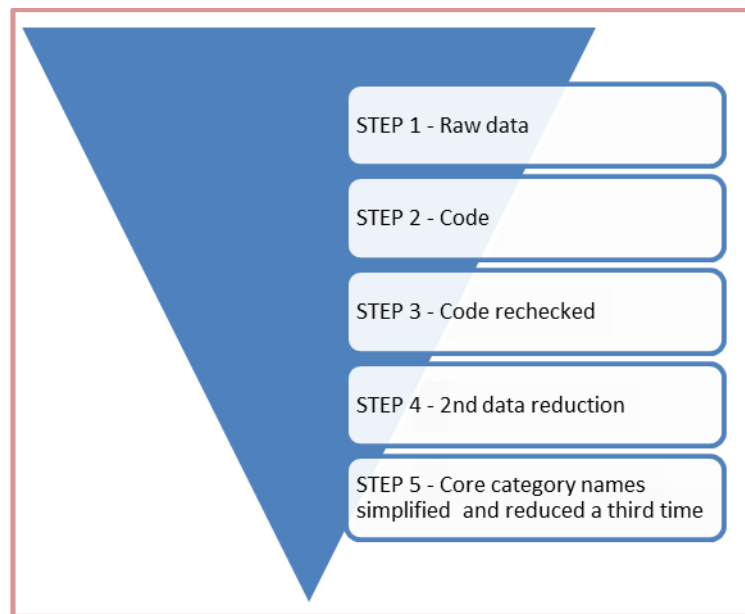 STEP 1 - Raw data
STEP 2 - Code
STEP 3 - Code rechecked
STEP 4 - 2nd data reduction
STEP 5 - Core category names
simplified  and reduced a third time